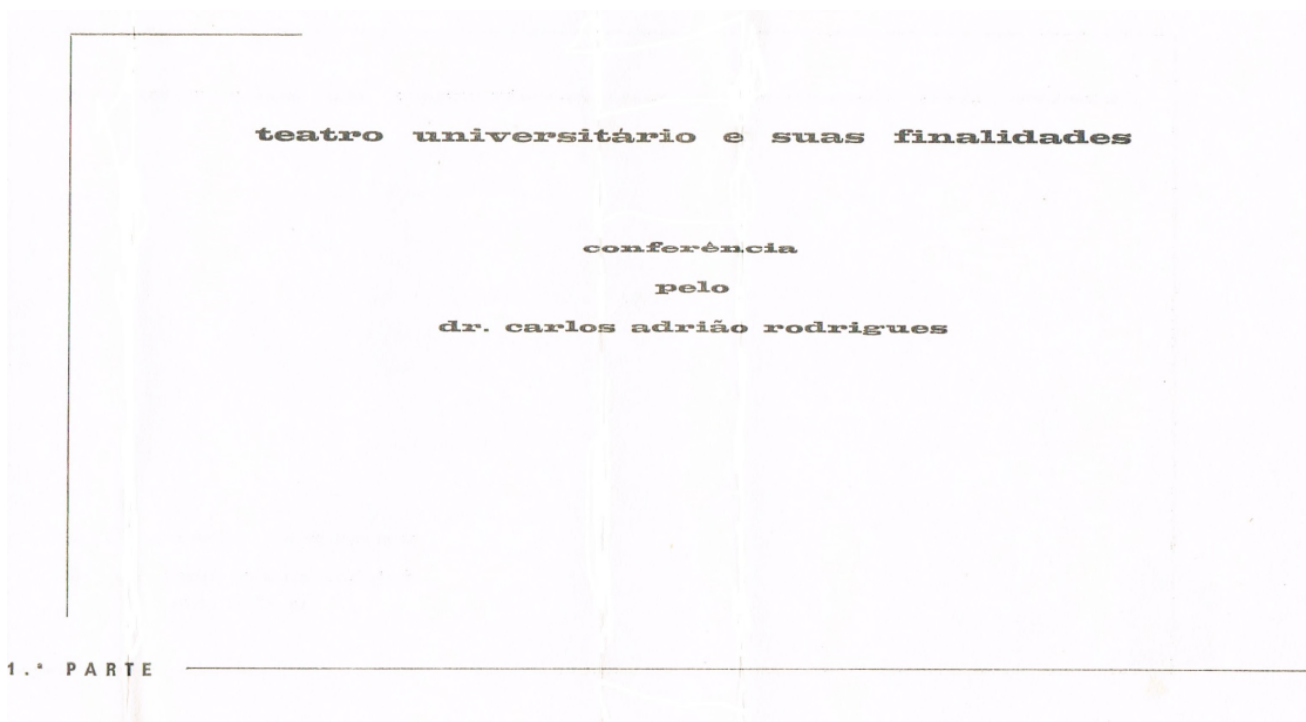 teatro universitário e suas finalidades
conferência
pelo
dr. carlos adrião rodrigues
1.ª PARTE